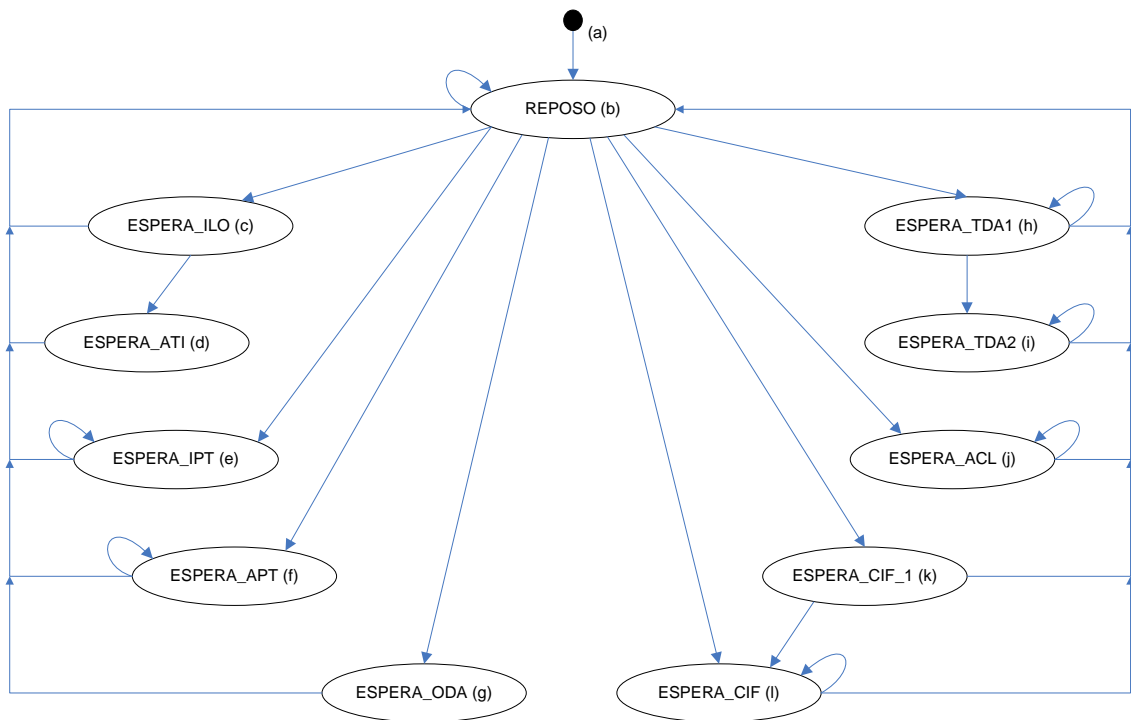 (a)
REPOSO (b)
ESPERA_ILO (c)
ESPERA_TDA1 (h)
ESPERA_ATI (d)
ESPERA_TDA2 (i)
ESPERA_IPT (e)
ESPERA_ACL (j)
ESPERA_APT (f)
ESPERA_CIF_1 (k)
ESPERA_ODA (g)
ESPERA_CIF (l)